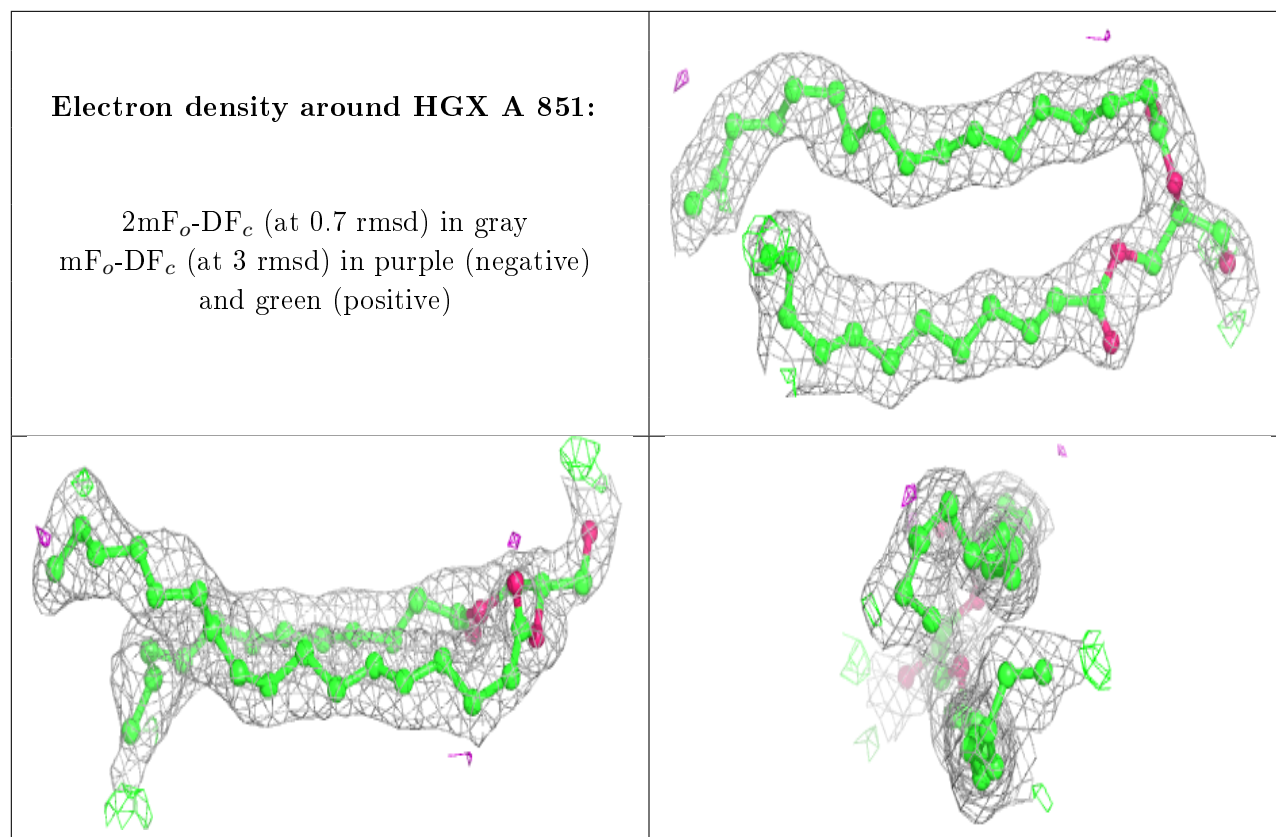 Electron density around HGX A 851:
2mFₒ-DF𝒸 (at 0.7 rmsd) in gray
mFₒ-DF𝒸 (at 3 rmsd) in purple (negative)
and green (positive)